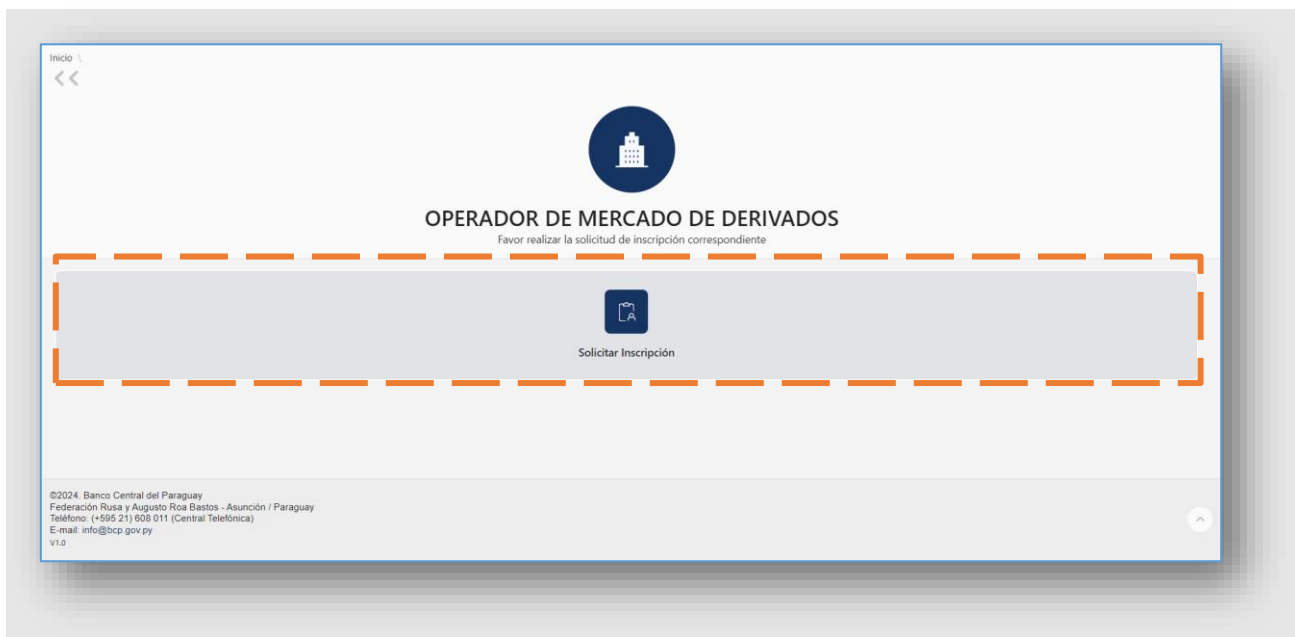 Inicio \
<<
OPERADOR DE MERCADO DE DERIVADOS
Favor realizar la solicitud de inscripción correspondiente
Solicitar Inscripción
©2024. Banco Central del Paraguay
Federación Rusa y Augusto Roa Bastos - Asunción / Paraguay
Teléfono: (+595 21) 608 011 (Central Telefónica)
E-mail: info@bcp.gov.py
V1.0